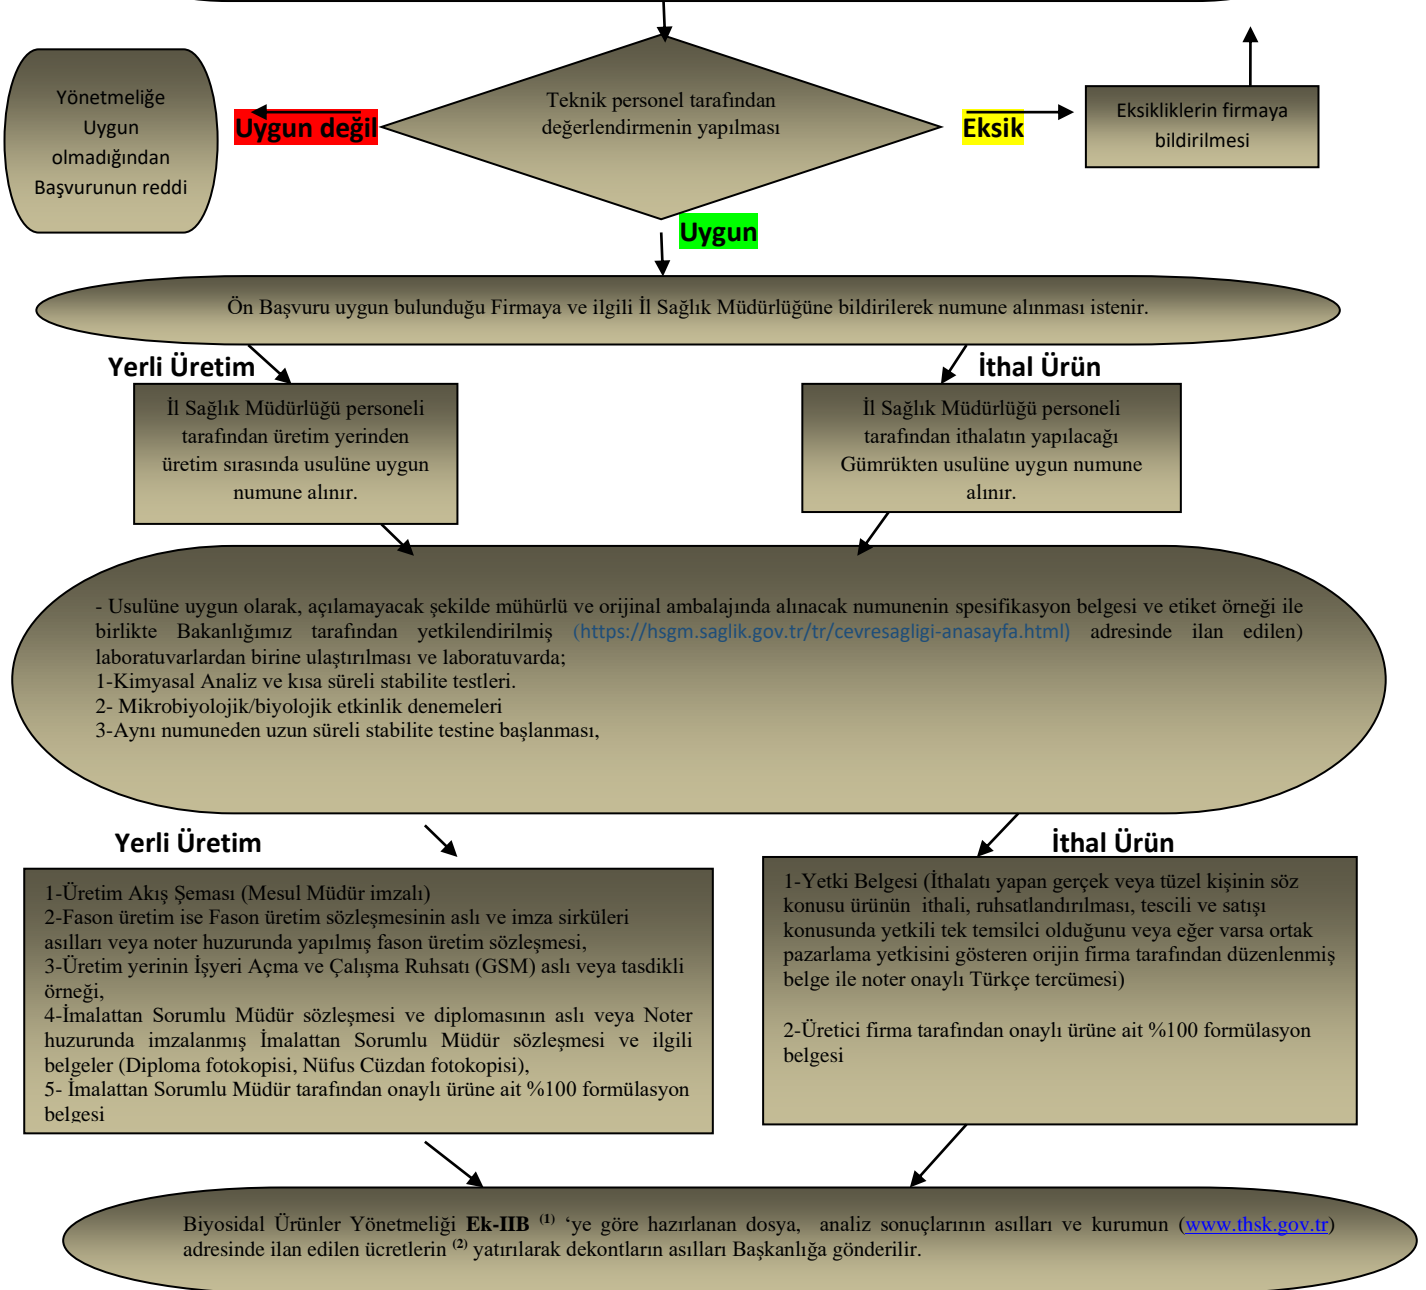 Yönetmeliğe
Uygun
olmadığından
Başvurunun reddi
Uygun değil
Teknik personel tarafından
değerlendirmenin yapılması
Eksik
Eksikliklerin firmaya
bildirilmesi
Uygun
Ön Başvuru uygun bulunduğu Firmaya ve ilgili İl Sağlık Müdürlüğüne bildirilerek numune alınması istenir.
Yerli Üretim
İthal Ürün
İl Sağlık Müdürlüğü personeli
tarafından üretim yerinden
üretim sırasında usulüne uygun
numune alınır.
İl Sağlık Müdürlüğü personeli
tarafından ithalatın yapılacağı
Gümrükten usulüne uygun numune
alınır.
- Usulüne uygun olarak, açılamayacak şekilde mühürlü ve orijinal ambalajında alınacak numunenin spesifikasyon belgesi ve etiket örneği ile
birlikte Bakanlığımız tarafından yetkilendirilmiş (https://hsgm.saglik.gov.tr/tr/cevresagligi-anasayfa.html) adresinde ilan edilen)
laboratuvarlardan birine ulaştırılması ve laboratuvarda;
1-Kimyasal Analiz ve kısa süreli stabilite testleri.
2- Mikrobiyolojik/biyolojik etkinlik denemeleri
3-Aynı numuneden uzun süreli stabilite testine başlanması,
Yerli Üretim
İthal Ürün
1-Üretim Akış Şeması (Mesul Müdür imzalı)
2-Fason üretim ise Fason üretim sözleşmesinin aslı ve imza sirküleri
asılları veya noter huzurunda yapılmış fason üretim sözleşmesi,
3-Üretim yerinin İşyeri Açma ve Çalışma Ruhsatı (GSM) aslı veya tasdikli
örneği,
4-İmalattan Sorumlu Müdür sözleşmesi ve diplomasının aslı veya Noter
huzurunda imzalanmış İmalattan Sorumlu Müdür sözleşmesi ve ilgili
belgeler (Diploma fotokopisi, Nüfus Cüzdan fotokopisi),
5- İmalattan Sorumlu Müdür tarafından onaylı ürüne ait %100 formülasyon
belgesi
1-Yetki Belgesi (İthalatı yapan gerçek veya tüzel kişinin söz
konusu ürünün ithali, ruhsatlandırılması, tescili ve satışı
konusunda yetkili tek temsilci olduğunu veya eğer varsa ortak
pazarlama yetkisini gösteren orijin firma tarafından düzenlenmiş
belge ile noter onaylı Türkçe tercümesi)
2-Üretici firma tarafından onaylı ürüne ait %100 formülasyon
belgesi
Biyosidal Ürünler Yönetmeliği Ek-IIB (1) ‘ye göre hazırlanan dosya, analiz sonuçlarının asılları ve kurumun (www.thsk.gov.tr)
adresinde ilan edilen ücretlerin (2) yatırılarak dekontların asılları Başkanlığa gönderilir.